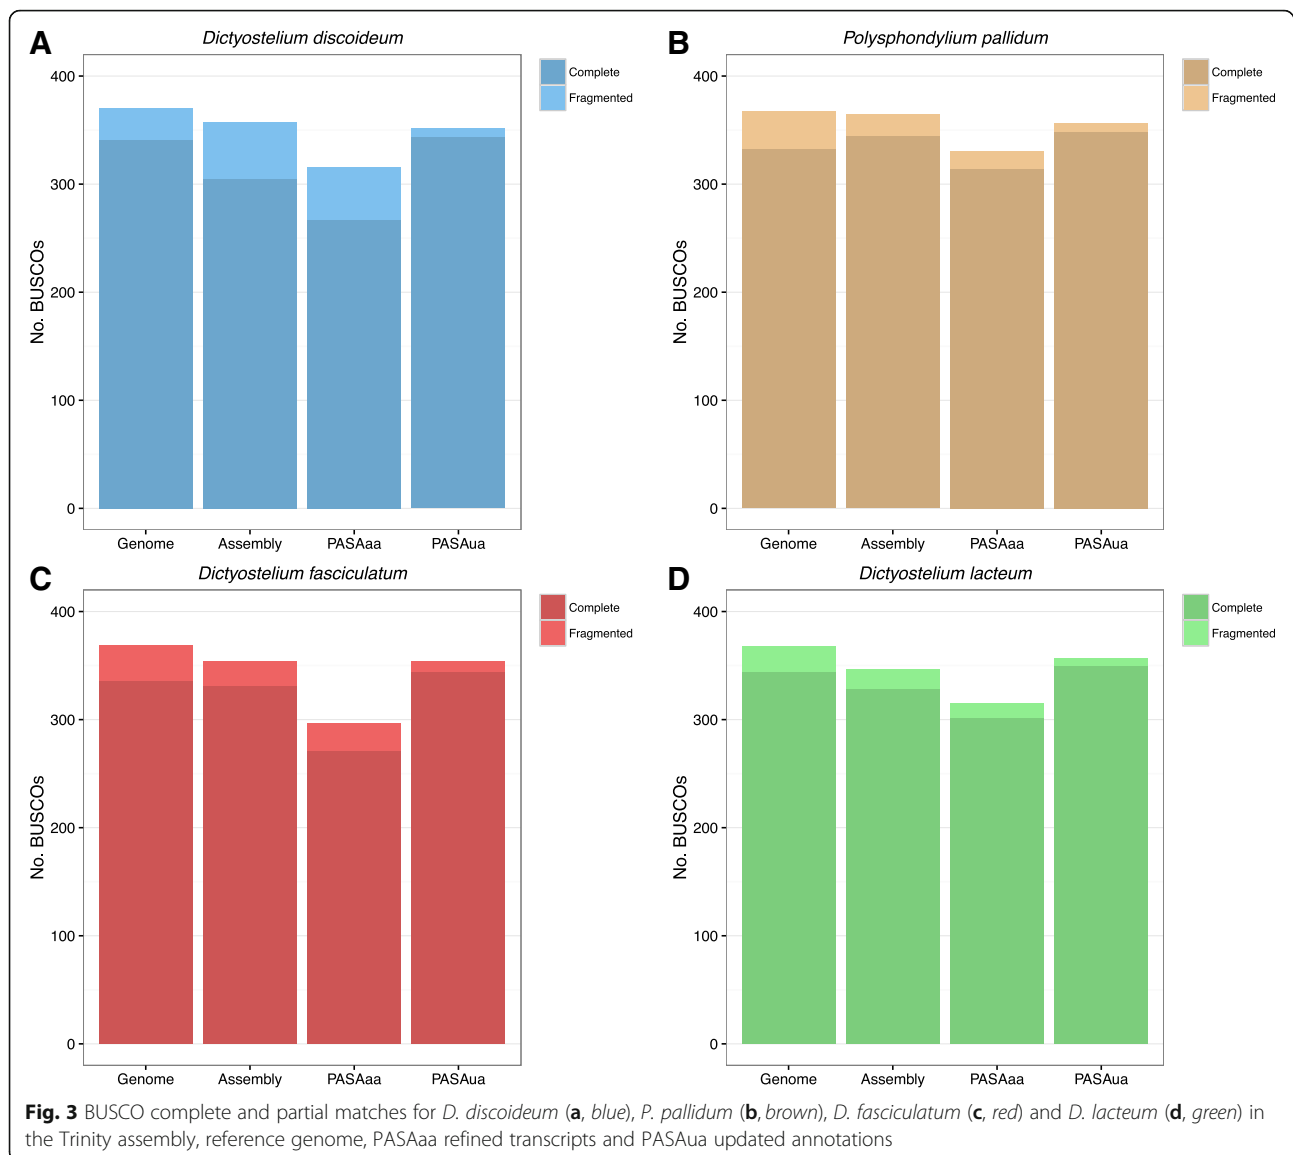 A
Dictyostelium discoideum
Complete
Fragmented
No. BUSCOs
400
300
200
100
0
Genome Assembly PASAaa PASAua
B
Polysphondylium pallidum
Complete
Fragmented
No. BUSCOs
400
300
200
100
0
Genome Assembly PASAaa PASAua
C
Dictyostelium fasciculatum
Complete
Fragmented
No. BUSCOs
400
300
200
100
0
Genome Assembly PASAaa PASAua
D
Dictyostelium lacteum
Complete
Fragmented
No. BUSCOs
400
300
200
100
0
Genome Assembly PASAaa PASAua
Fig. 3 BUSCO complete and partial matches for D. discoideum (a, blue), P. pallidum (b, brown), D. fasciculatum (c, red) and D. lacteum (d, green) in
the Trinity assembly, reference genome, PASAaa refined transcripts and PASAua updated annotations